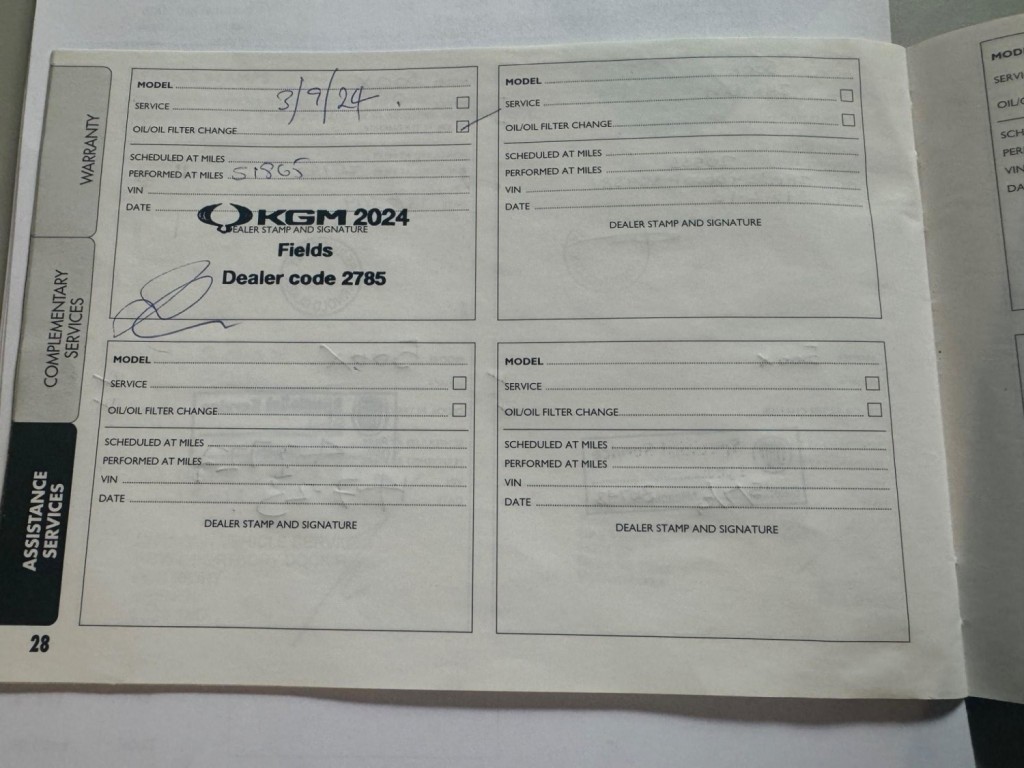 WARRANTY
COMPLEMENTARY
SERVICES
ASSISTANCE
SERVICES
28
MODEL
3/9/24
SERVICE
OIL/OIL FILTER CHANGE
SCHEDULED AT MILES
PERFORMED AT MILES 51865
VIN
DATE
KGM 2024
DEALER STAMP AND SIGNATURE
Fields
Dealer code 2785
MODEL
SERVICE
OIL/OIL FILTER CHANGE
SCHEDULED AT MILES
PERFORMED AT MILES
VIN
DATE
DEALER STAMP AND SIGNATURE
MODEL
SERVICE
OIL/OIL FILTER CHANGE
SCHEDULED AT MILES
PERFORMED AT MILES
VIN
DATE
DEALER STAMP AND SIGNATURE
MODEL
SERVICE
OIL/OIL FILTER CHANGE
SCHEDULED AT MILES
PERFORMED AT MILES
VIN
DATE
DEALER STAMP AND SIGNATURE